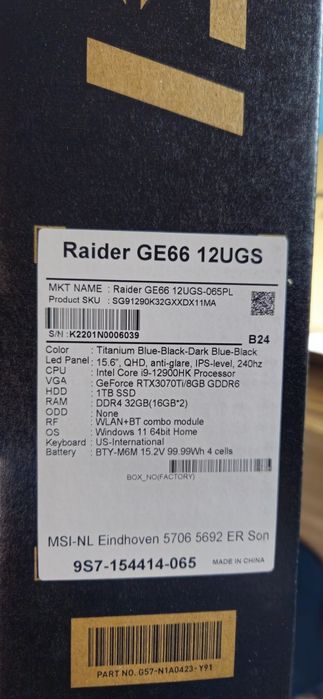 Raider GE66 12UGS
MKT NAME : Raider GE66 12UGS-065PL
Product SKU : SG91290K32GXXDX11MA
S/N : K2201N0006039
B24
Color : Titanium Blue-Black-Dark Blue-Black
Led Panel : 15.6", QHD, anti-glare, IPS-level, 240hz
CPU : Intel Core i9-12900HK Processor
VGA : GeForce RTX3070Ti/8GB GDDR6
HDD : 1TB SSD
RAM : DDR4 32GB(16GB*2)
ODD : None
RF : WLAN+BT combo module
OS : Windows 11 64bit Home
Keyboard : US-International
Battery : BTY-M6M 15.2V 99.99Wh 4 cells
BOX_NO(FACTORY)
MSI-NL Eindhoven 5706 5692 ER Son
9S7-154414-065 MADE IN CHINA
PART NO. G57-N1A0423-Y91